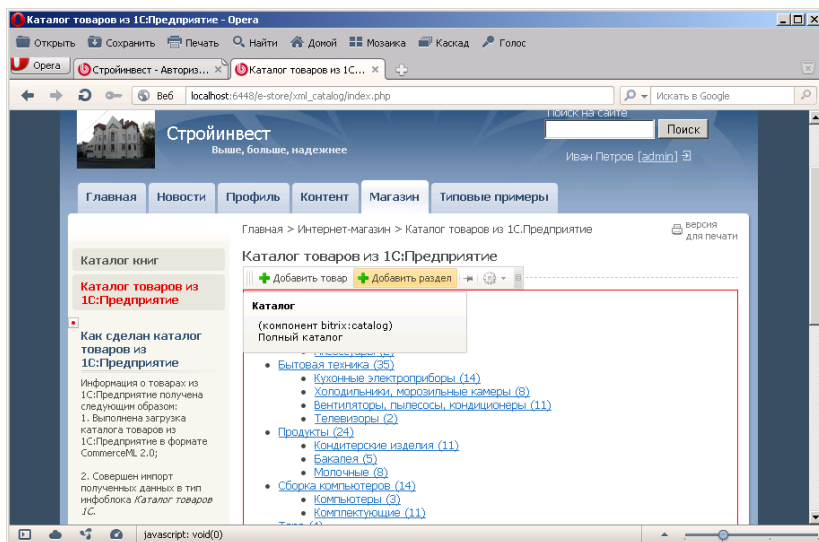 Каталог товаров из 1С:Предприятие - Opera
Открыть Сохранить Печать Найти Домой Мозаика Каскад Голос
Opera Стройинвест - Авториз... Каталог товаров из 1С...
Веб localhost:6448/e-store/xml_catalog/index.php Искать в Google
Поиск на сайте
Стройинвест
Выше, больше, надежнее
Поиск
Иван Петров [admin]
Главная Новости Профиль Контент Магазин Типовые примеры
Главная > Интернет-магазин > Каталог товаров из 1С.Предприятие
версия
для печати
Каталог книг
Каталог товаров из
1С:Предприятие
Как сделан каталог
товаров из
1С:Предприятие
Информация о товарах из
1С:Предприятие получена
следующим образом:
1. Выполнена загрузка
каталога товаров из
1С:Предприятие в формате
CommerceML 2.0;
2. Совершен импорт
полученных данных в тип
инфоблока Каталог товаров
1С.
Каталог товаров из 1С:Предприятие
Добавить товар Добавить раздел
Каталог
(компонент bitrix:catalog)
Полный каталог
Бытовая техника (35)
Кухонные электроприборы (14)
Холодильники, морозильные камеры (8)
Вентиляторы, пылесосы, кондиционеры (11)
Телевизоры (2)
Продукты (24)
Кондитерские изделия (11)
Бакалея (5)
Молочные (8)
Сборка компьютеров (14)
Компьютеры (3)
Комплектующие (11)
javascript: void(0)